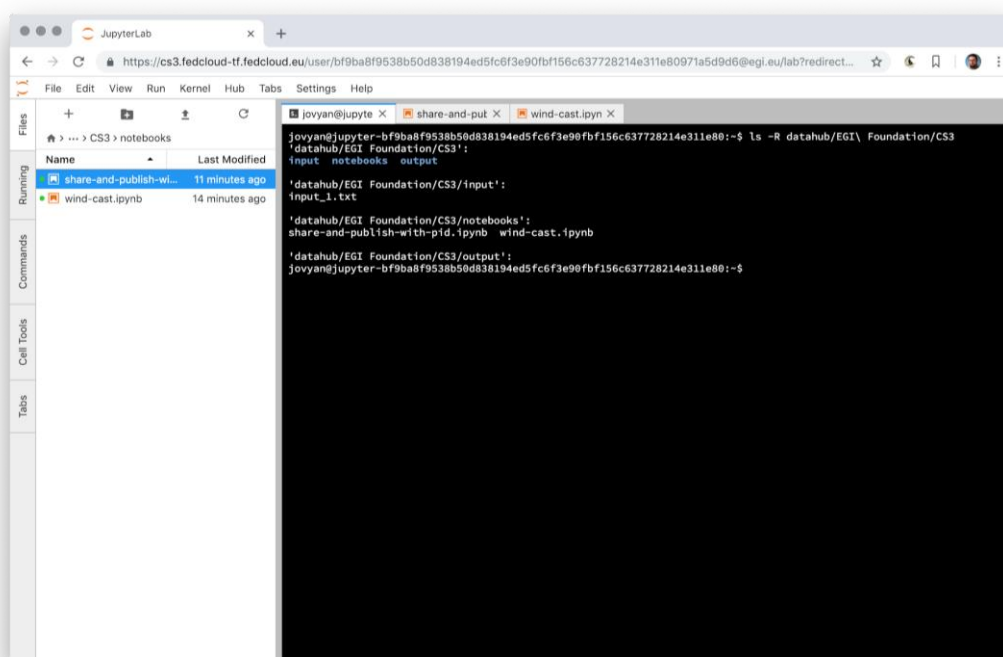 JupyterLab
https://cs3.fedcloud-tf.fedcloud.eu/user/bf9ba8f9538b50d838194ed5fc6f3e90fbf156c637728214e311e80971a5d9d6@egi.eu/lab?redirect...
File Edit View Run Kernel Hub Tabs Settings Help
Files
Running
Commands
Cell Tools
Tabs
> ... > CS3 > notebooks
Name Last Modified
share-and-publish-wi... 11 minutes ago
wind-cast.ipynb 14 minutes ago
jovyan@jupyte share-and-put wind-cast.ipyn
jovyan@jupyter-bf9ba8f9538b50d838194ed5fc6f3e90fbf156c637728214e311e80:~$ ls -R datahub/EGI\ Foundation/CS3
'datahub/EGI Foundation/CS3':
input notebooks output
'datahub/EGI Foundation/CS3/input':
input_1.txt
'datahub/EGI Foundation/CS3/notebooks':
share-and-publish-with-pid.ipynb wind-cast.ipynb
'datahub/EGI Foundation/CS3/output':
jovyan@jupyter-bf9ba8f9538b50d838194ed5fc6f3e90fbf156c637728214e311e80:~$